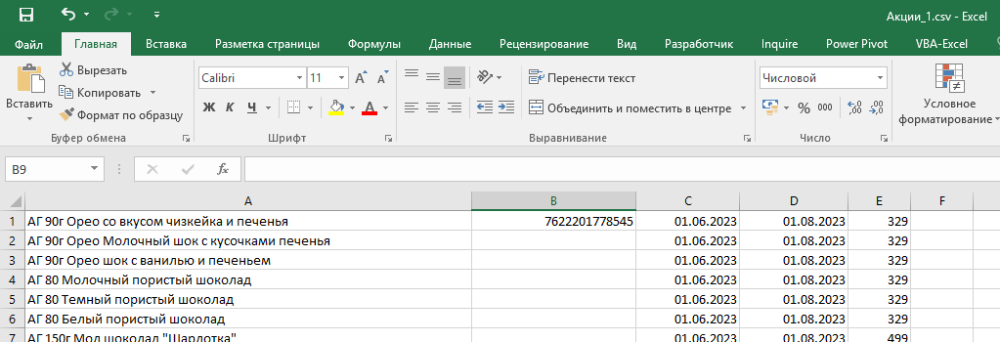 Акции_1.csv - Excel
Файл Главная Вставка Разметка страницы Формулы Данные Рецензирование Вид Разработчик Inquire Power Pivot VBA-Excel
Вставить
Вырезать
Копировать
Формат по образцу
Буфер обмена
Calibri 11
Ж К Ч
Шрифт
Перенести текст
Объединить и поместить в центре
Выравнивание
Числовой
% 000
Число
Условное
форматирование
B9 fx
A B C D E F
1 АГ 90г Орео со вкусом чизкейка и печенья 7622201778545 01.06.2023 01.08.2023 329
2 АГ 90г Орео Молочный шок с кусочками печенья 01.06.2023 01.08.2023 329
3 АГ 90г Орео шок с ванилью и печеньем 01.06.2023 01.08.2023 329
4 АГ 80 Молочный пористый шоколад 01.06.2023 01.08.2023 329
5 АГ 80 Темный пористый шоколад 01.06.2023 01.08.2023 329
6 АГ 80 Белый пористый шоколад 01.06.2023 01.08.2023 329
7 АГ 150г Мол шоколад "Шарлотка" 01.06.2023 01.08.2023 499